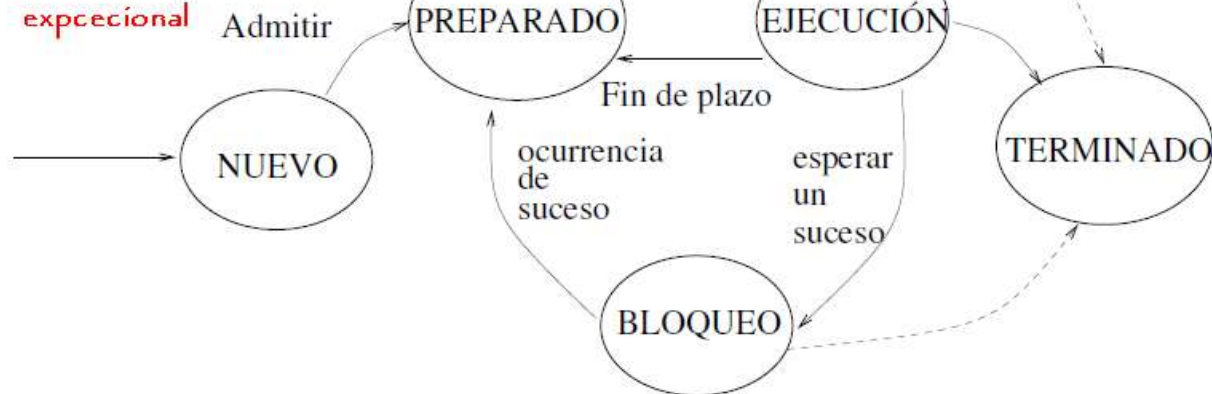 expcecional
Admitir
PREPARADO
EJECUCIÓN
Fin de plazo
NUEVO
ocurrencia
de
suceso
esperar
un
suceso
TERMINADO
BLOQUEO